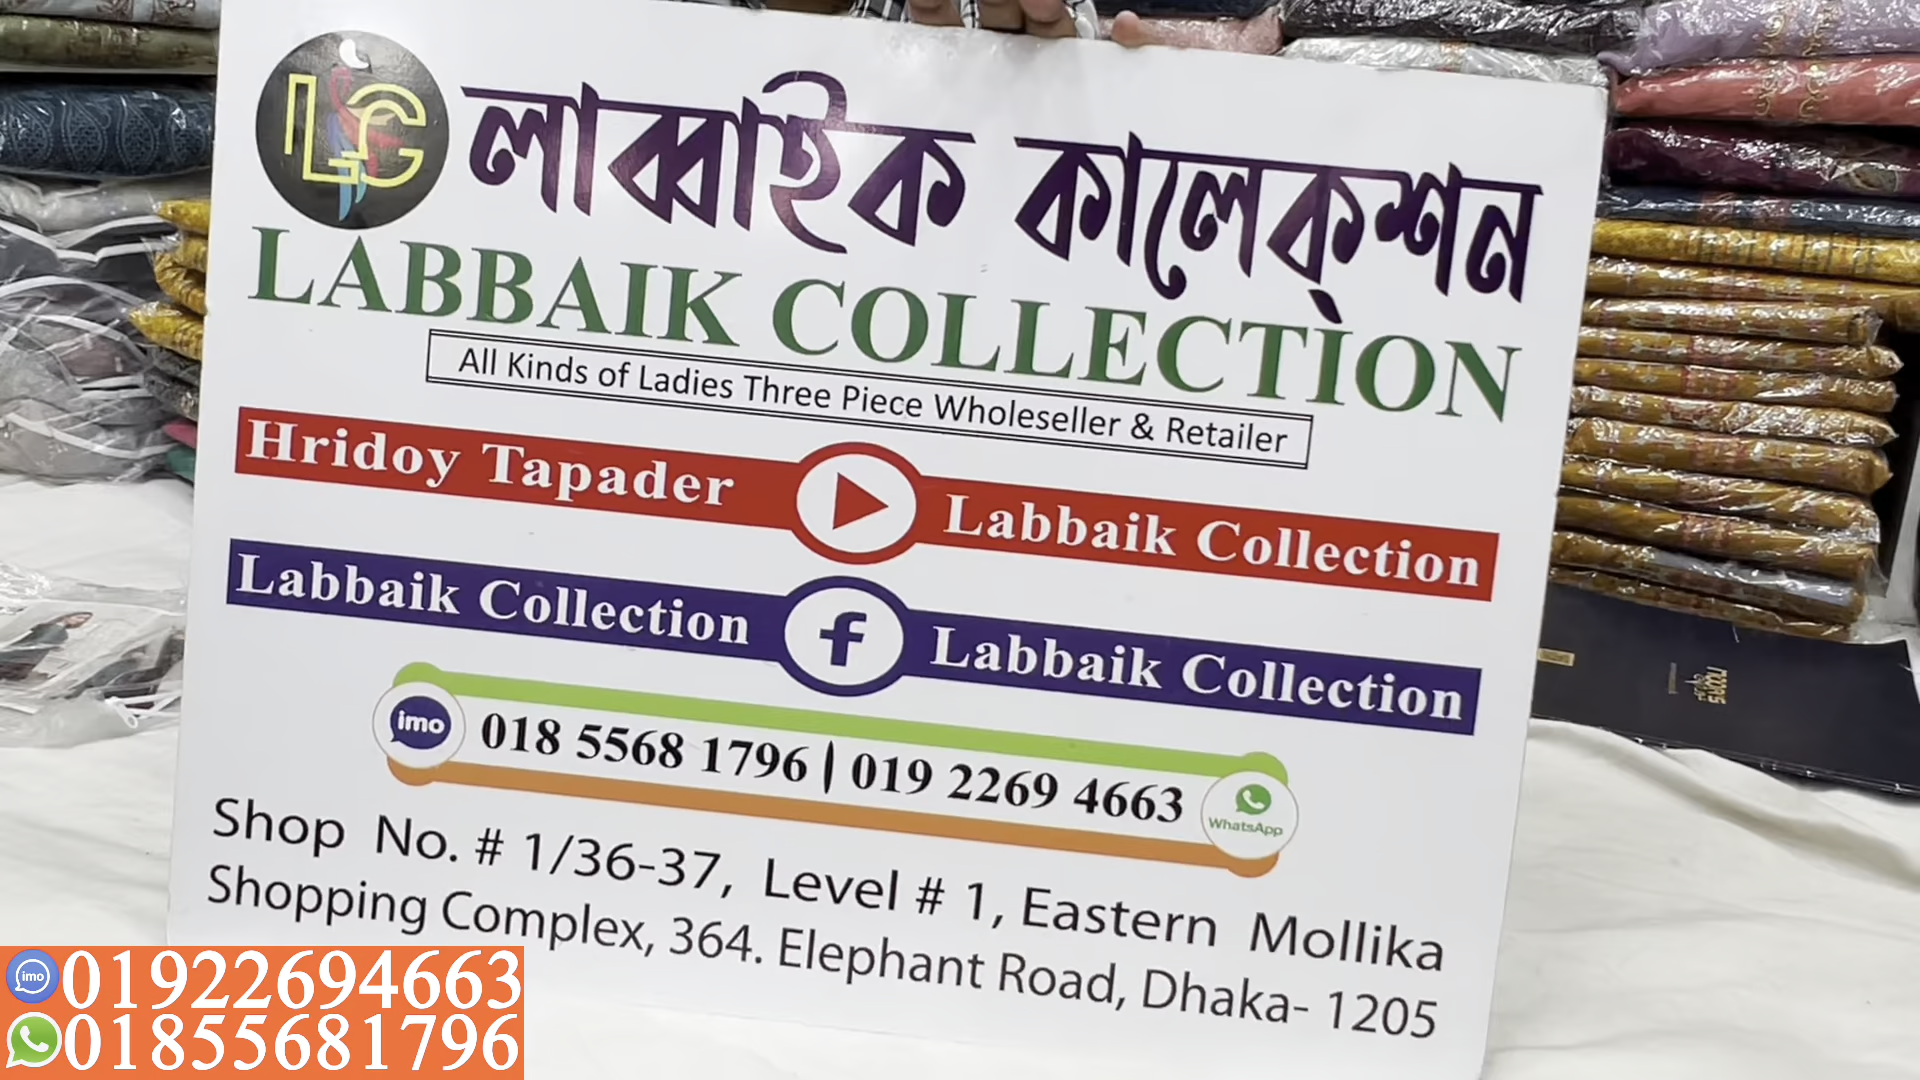 LC
লাব্বাইক কালেক্শন
LABBAIK COLLECTION
All Kinds of Ladies Three Piece Wholeseller & Retailer
Hridoy Tapader Labbaik Collection
Labbaik Collection f Labbaik Collection
imo 018 5568 1796 | 019 2269 4663 WhatsApp
Shop No. # 1/36-37, Level # 1, Eastern Mollika
Shopping Complex, 364. Elephant Road, Dhaka- 1205
imo 01922694663
01855681796